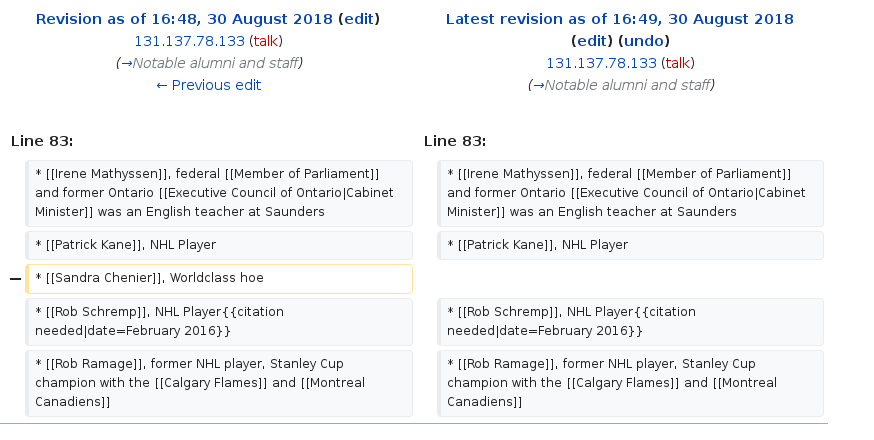 Revision as of 16:48, 30 August 2018 (edit)
131.137.78.133 (talk)
(→Notable alumni and staff)
← Previous edit
Latest revision as of 16:49, 30 August 2018
(edit) (undo)
131.137.78.133 (talk)
(→Notable alumni and staff)
Line 83:
Line 83:
* [[Irene Mathyssen]], federal [[Member of Parliament]]
and former Ontario [[Executive Council of Ontario|Cabinet
Minister]] was an English teacher at Saunders
* [[Irene Mathyssen]], federal [[Member of Parliament]]
and former Ontario [[Executive Council of Ontario|Cabinet
Minister]] was an English teacher at Saunders
* [[Patrick Kane]], NHL Player
* [[Patrick Kane]], NHL Player
− * [[Sandra Chenier]], Worldclass hoe
* [[Rob Schremp]], NHL Player{{citation
needed|date=February 2016}}
* [[Rob Schremp]], NHL Player{{citation
needed|date=February 2016}}
* [[Rob Ramage]], former NHL player, Stanley Cup
champion with the [[Calgary Flames]] and [[Montreal
Canadiens]]
* [[Rob Ramage]], former NHL player, Stanley Cup
champion with the [[Calgary Flames]] and [[Montreal
Canadiens]]